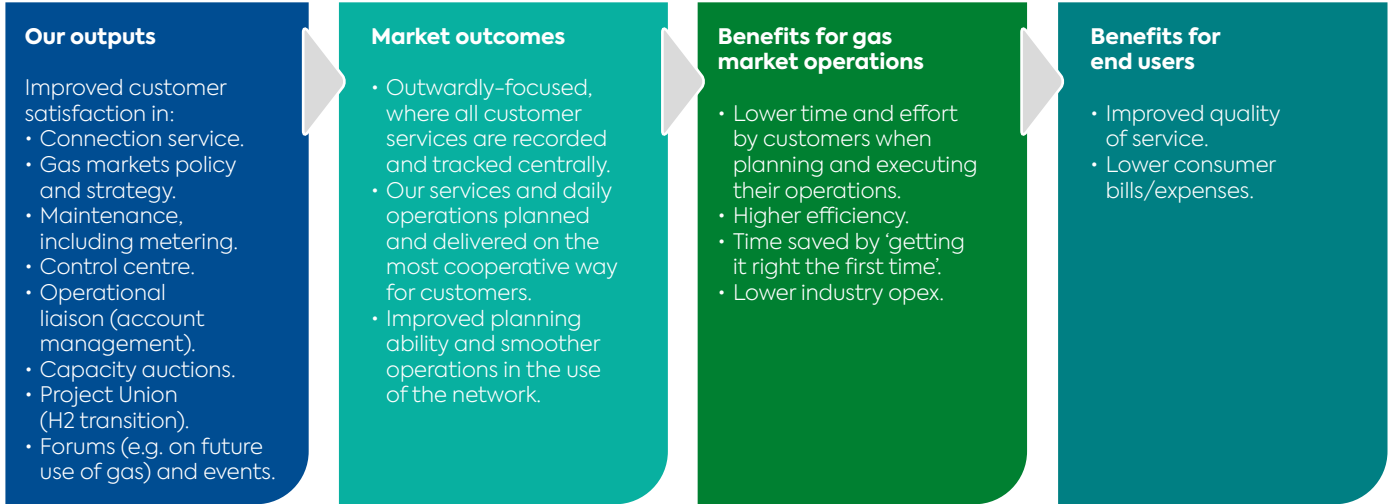 Our outputs
Improved customer
satisfaction in:
• Connection service.
• Gas markets policy
and strategy.
• Maintenance,
including metering.
• Control centre.
• Operational
liaison (account
management).
• Capacity auctions.
• Project Union
(H2 transition).
• Forums (e.g. on future
use of gas) and events.
Market outcomes
• Outwardly-focused,
where all customer
services are recorded
and tracked centrally.
• Our services and daily
operations planned
and delivered on the
most cooperative way
for customers.
• Improved planning
ability and smoother
operations in the use
of the network.
Benefits for gas
market operations
• Lower time and effort
by customers when
planning and executing
their operations.
• Higher efficiency.
• Time saved by ‘getting
it right the first time’.
• Lower industry opex.
Benefits for
end users
• Improved quality
of service.
• Lower consumer
bills/expenses.